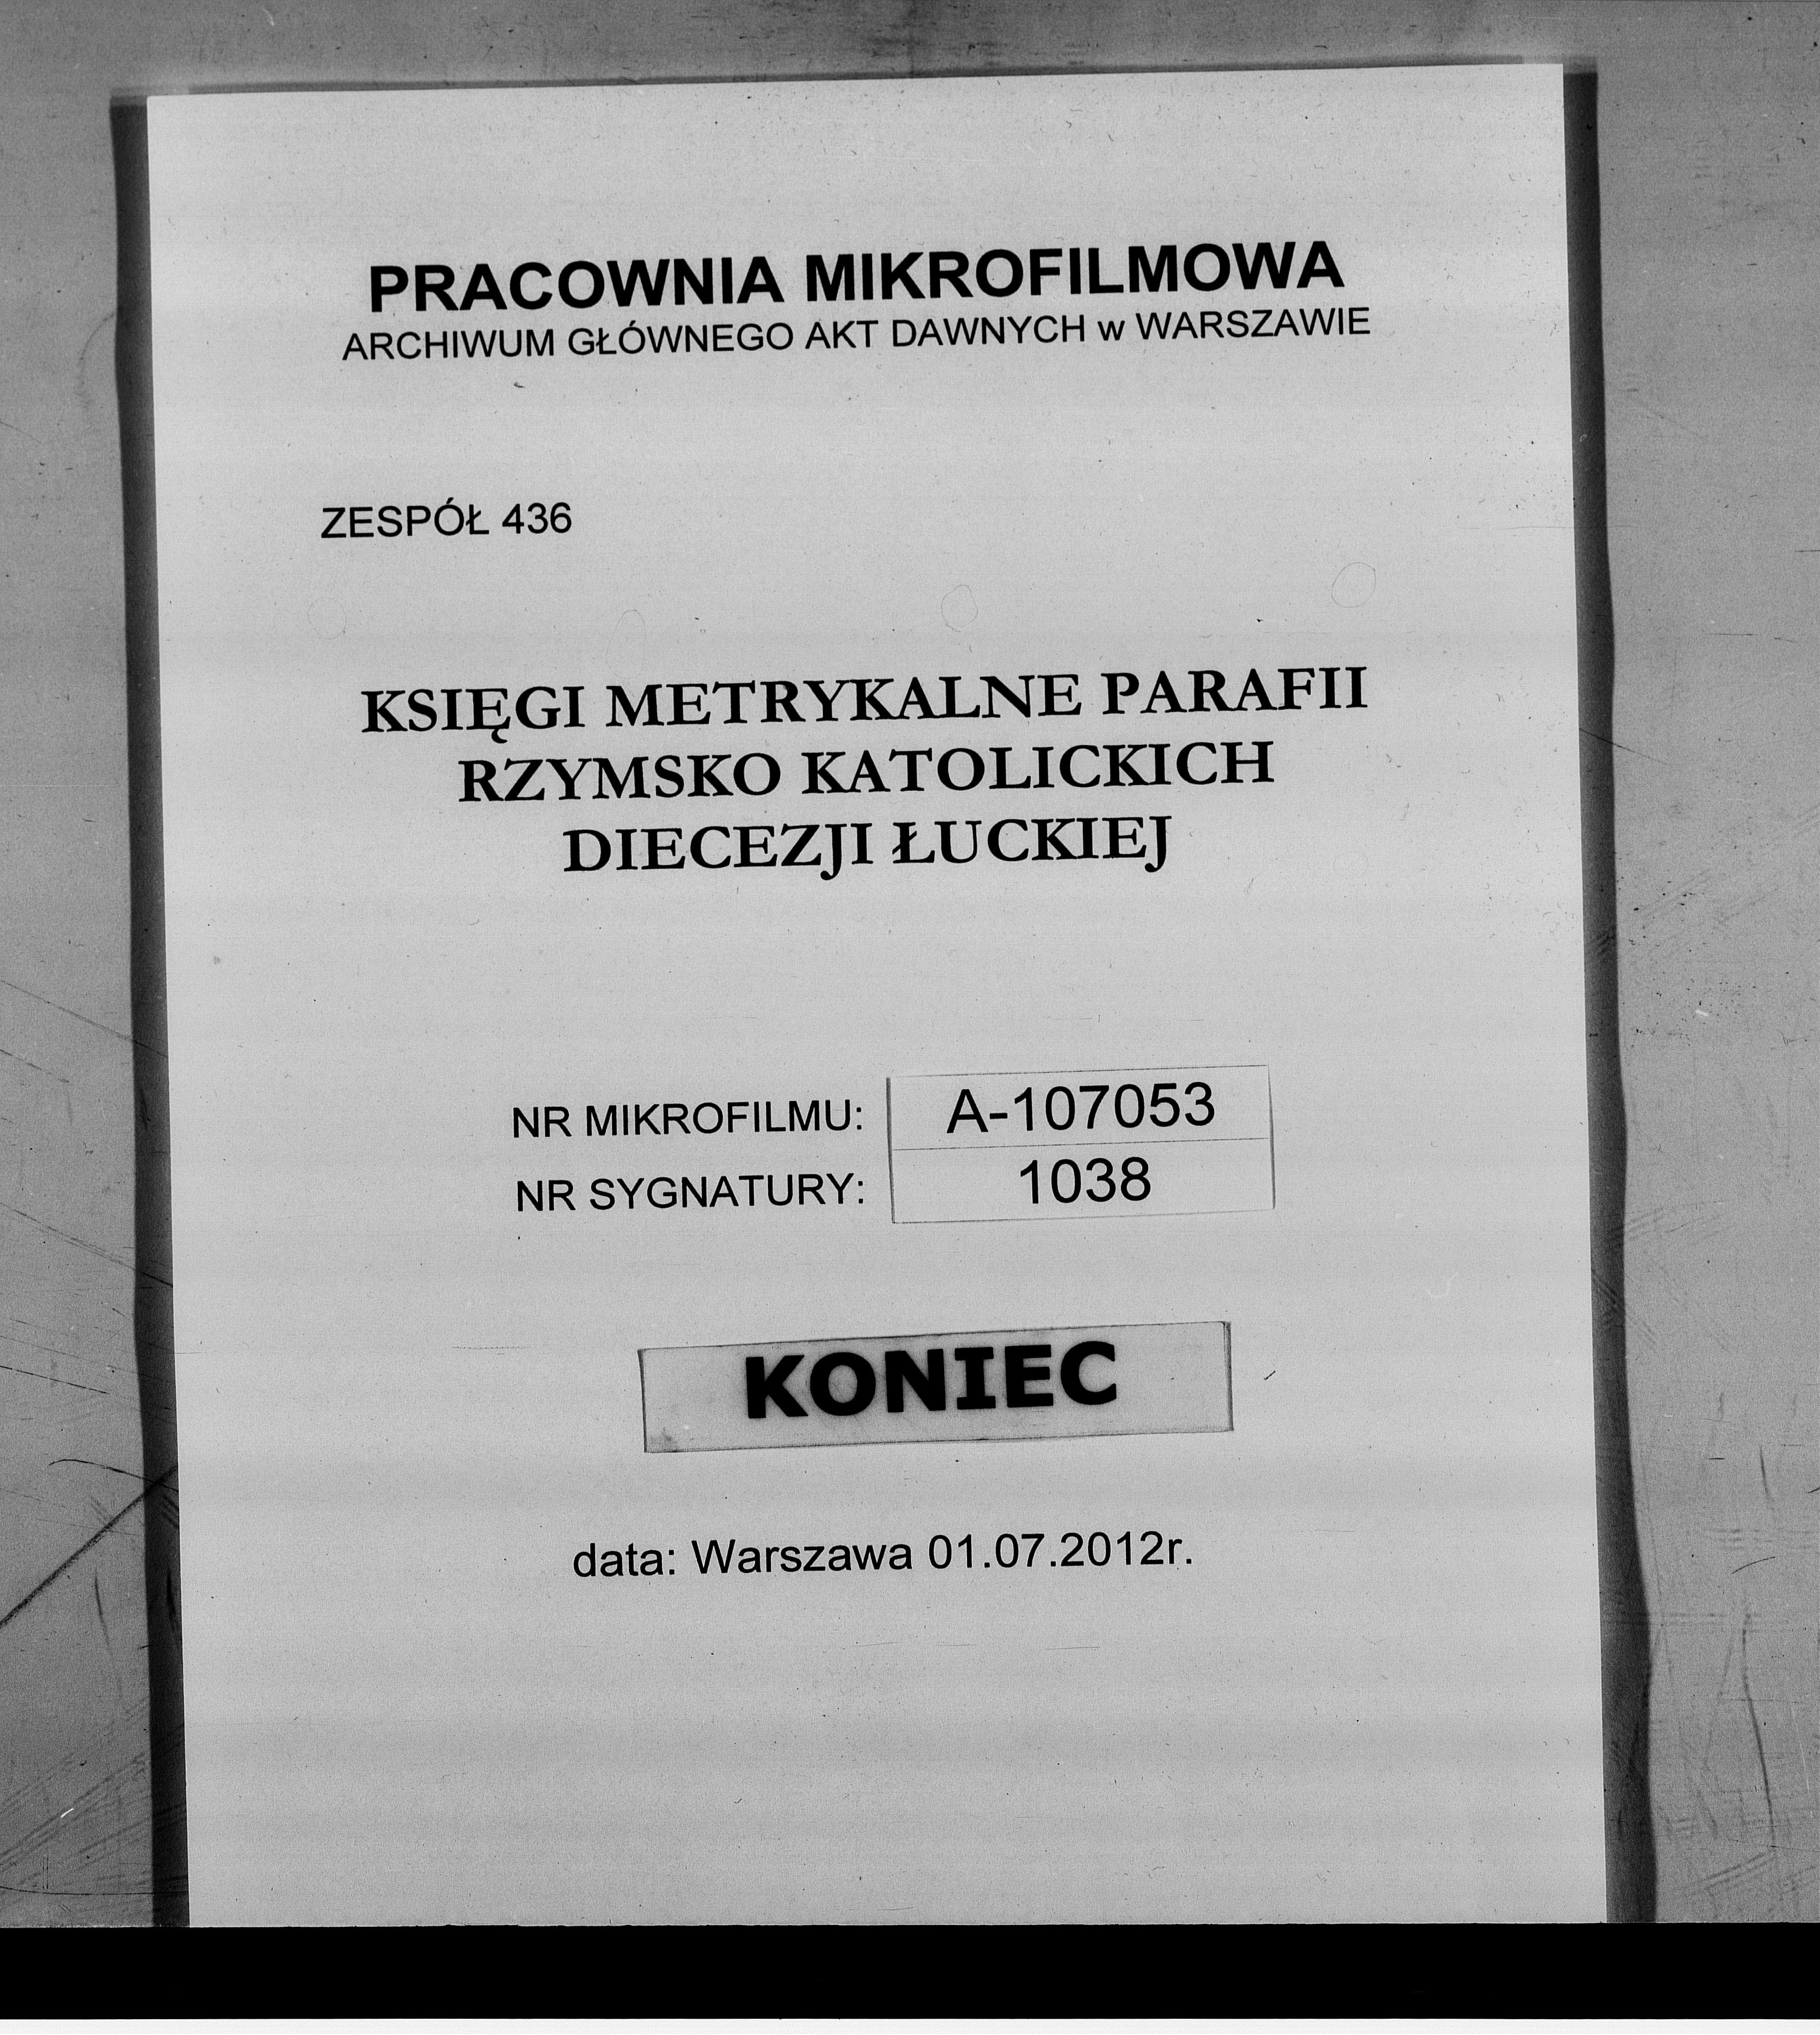 PRACOWNIA MIKROFILMOWA
ARCHIWUM GŁÓWNEGO AKT DAWNYCH w WARSZAWIE
ZESPÓŁ 436
KSIĘGI METRYKALNE PARAFII
RZYMSKO KATOLICKICH
DIECEZJI ŁUCKIEJ
NR MIKROFILMU: A-107053
NR SYGNATURY: 1038
KONIEC
data: Warszawa 01.07.2012r.